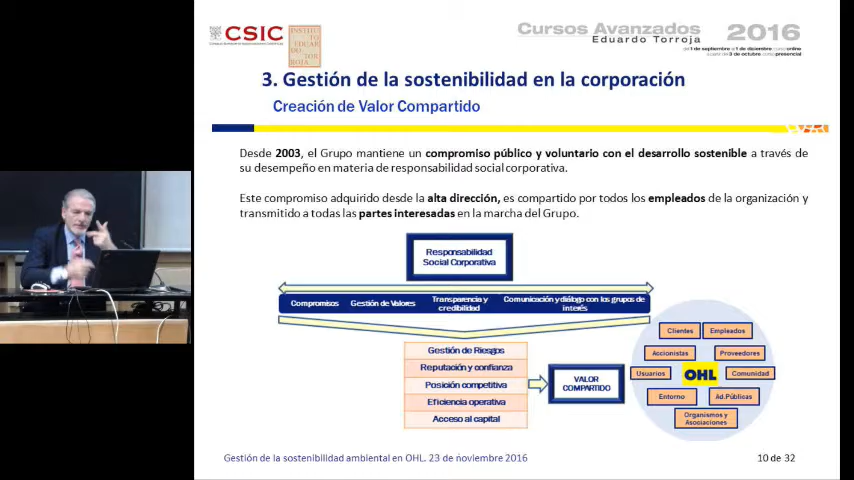 CSIC
INSTITUTO
EDUARDO
TORROJA
Cursos Avanzados
Eduardo Torroja
2016
3. Gestión de la sostenibilidad en la corporación
Creación de Valor Compartido
Desde 2003, el Grupo mantiene un compromiso público y voluntario con el desarrollo sostenible a través de
su desempeño en materia de responsabilidad social corporativa.
Este compromiso adquirido desde la alta dirección, es compartido por todos los empleados de la organización y
transmitido a todas las partes interesadas en la marcha del Grupo.
Responsabilidad
Social Corporativa
Compromisos
Gestión de Valores
Transparencia y
credibilidad
Comunicación y diálogo con los grupos de
interés
Gestión de Riesgos
Reputación y confianza
Posición competitiva
Eficiencia operativa
Acceso al capital
VALOR
COMPARTIDO
Clientes
Empleados
Accionistas
Proveedores
Usuarios
OHL
Comunidad
Entorno
Ad.Públicas
Organismos y
Asociaciones
Gestión de la sostenibilidad ambiental en OHL. 23 de noviembre 2016
10 de 32